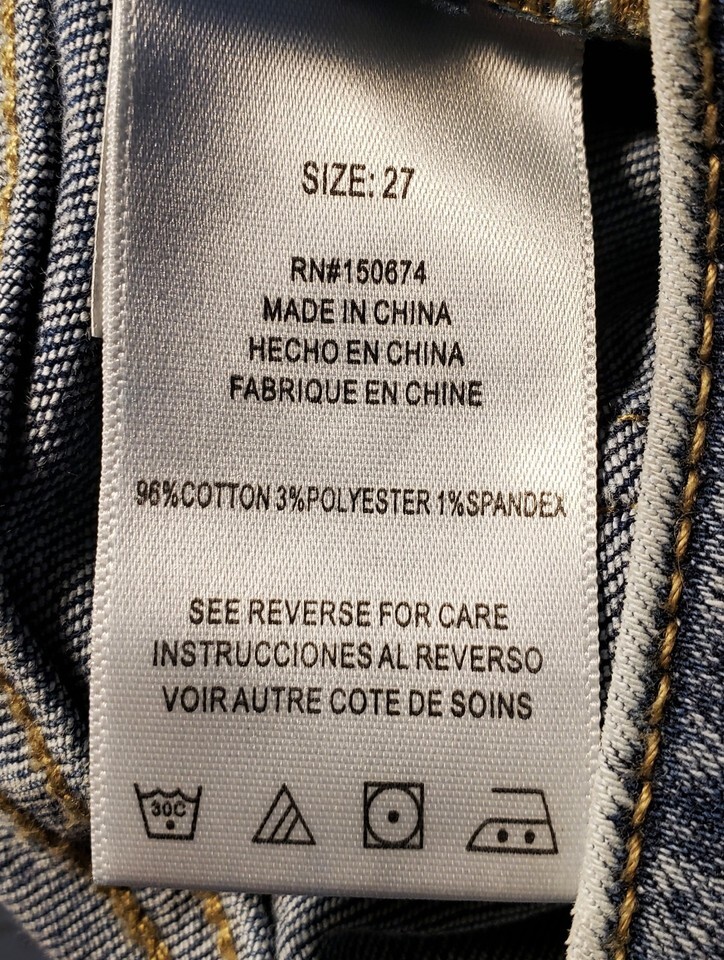 SIZE: 27
RN#150674
MADE IN CHINA
HECHO EN CHINA
FABRIQUE EN CHINE
96%COTTON 3%POLYESTER 1%SPANDEX
SEE REVERSE FOR CARE
INSTRUCCIONES AL REVERSO
VOIR AUTRE COTE DE SOINS
30C